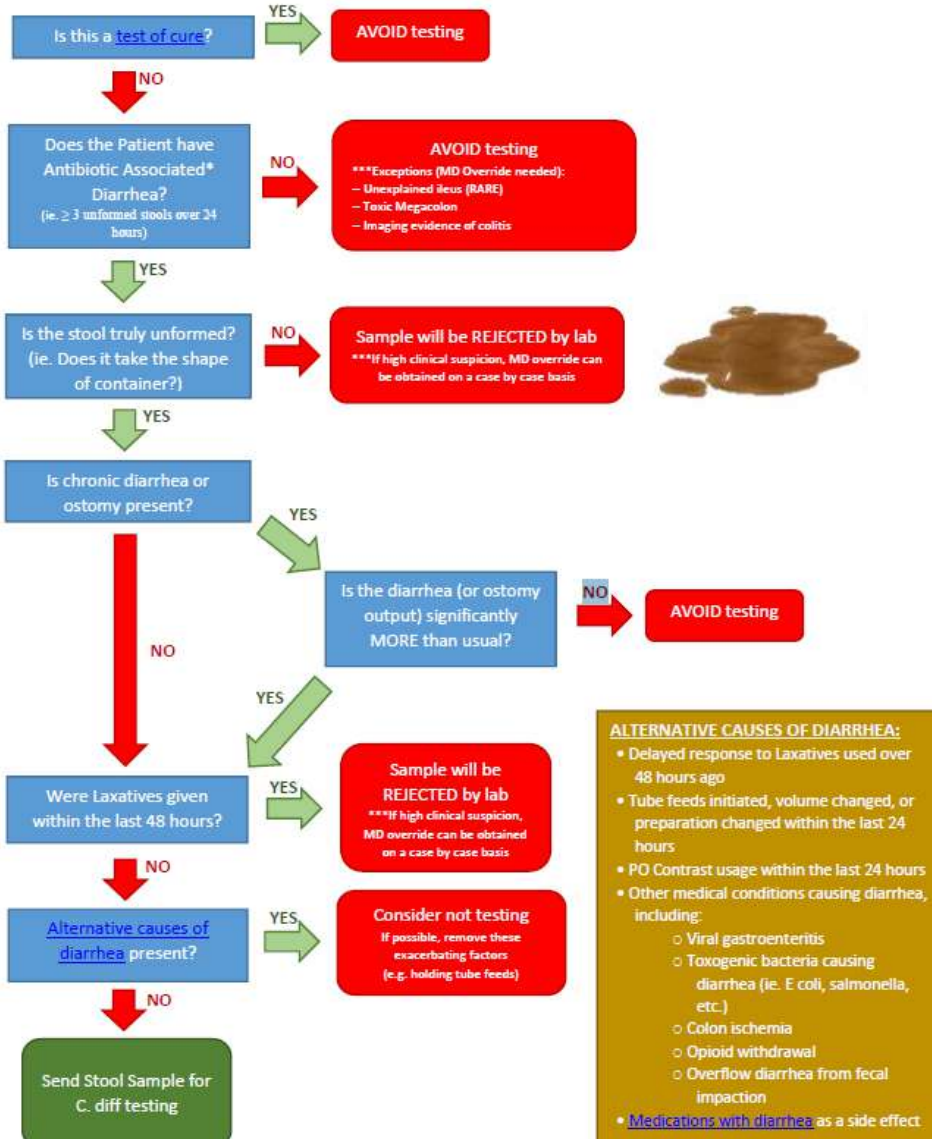 YES
Is this a test of cure?
AVOID testing
NO
Does the Patient have
Antibiotic Associated*
Diarrhea?
(ie. ≥ 3 unformed stools over 24
hours)
NO
AVOID testing
***Exceptions (MD Override needed):
– Unexplained ileus (RARE)
– Toxic Megacolon
– Imaging evidence of colitis
YES
Is the stool truly unformed?
(ie. Does it take the shape
of container?)
NO
Sample will be REJECTED by lab
***If high clinical suspicion, MD override can
be obtained on a case by case basis
YES
Is chronic diarrhea or
ostomy present?
YES
Is the diarrhea (or ostomy
output) significantly
MORE than usual?
NO
AVOID testing
NO
YES
Were Laxatives given
within the last 48 hours?
YES
Sample will be
REJECTED by lab
***If high clinical suspicion,
MD override can be obtained
on a case by case basis
NO
Alternative causes of
diarrhea present?
YES
Consider not testing
If possible, remove these
exacerbating factors
(e.g. holding tube feeds)
NO
Send Stool Sample for
C. diff testing
ALTERNATIVE CAUSES OF DIARRHEA:
• Delayed response to Laxatives used over
48 hours ago
• Tube feeds initiated, volume changed, or
preparation changed within the last 24
hours
• PO Contrast usage within the last 24 hours
• Other medical conditions causing diarrhea,
including:
○ Viral gastroenteritis
○ Toxogenic bacteria causing
diarrhea (ie. E coli, salmonella,
etc.)
○ Colon ischemia
○ Opioid withdrawal
○ Overflow diarrhea from fecal
impaction
• Medications with diarrhea as a side effect